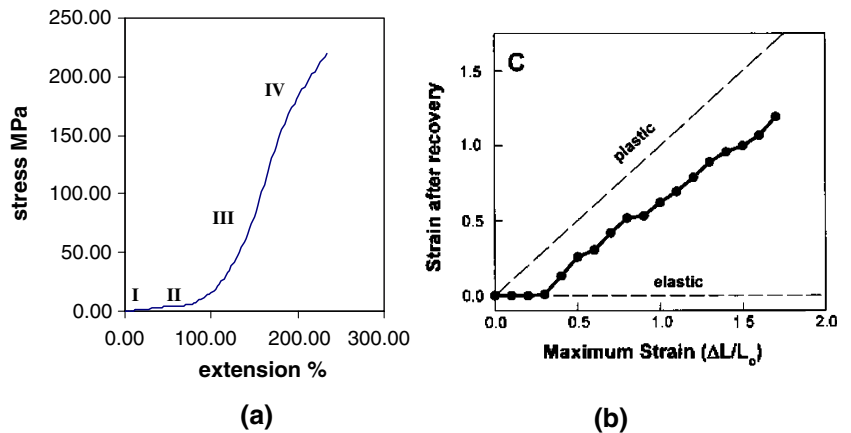 250.00
200.00
150.00
100.00
50.00
0.00
stress MPa
I
II
III
IV
0.00
100.00
200.00
300.00
extension %
(a)
C
plastic
elastic
1.5
1.0
0.5
0.0
Strain after recovery
0.0
0.5
1.0
1 5
2.0
Maximum Strain (ΔL/L₀)
(b)